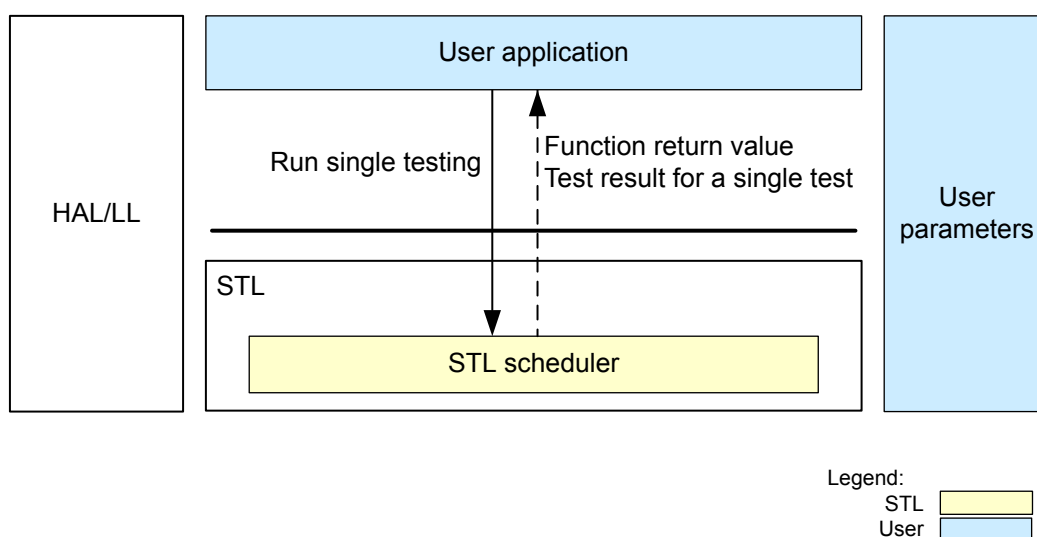 User application
Run single testing
Function return value
Test result for a single test
HAL/LL
User
parameters
STL
STL scheduler
Legend:
STL
User